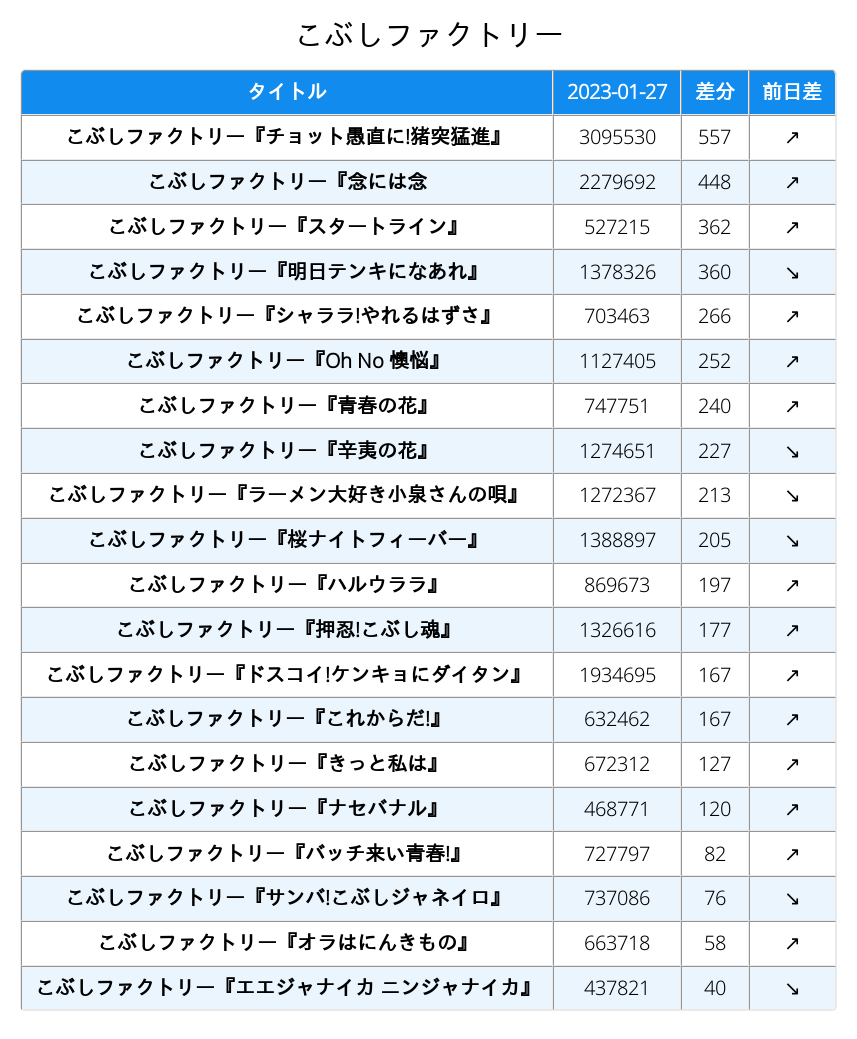 こぶしファクトリー
タイトル 2023-01-27 差分 前日差
こぶしファクトリー『チョット愚直に!猪突猛進』 3095530 557 ↗
こぶしファクトリー『念には念 2279692 448 ↗
こぶしファクトリー『スタートライン』 527215 362 ↗
こぶしファクトリー『明日テンキになあれ』 1378326 360 ↘
こぶしファクトリー『シャララ!やれるはずさ』 703463 266 ↗
こぶしファクトリー『Oh No 懊悩』 1127405 252 ↗
こぶしファクトリー『青春の花』 747751 240 ↗
こぶしファクトリー『辛夷の花』 1274651 227 ↘
こぶしファクトリー『ラーメン大好き小泉さんの唄』 1272367 213 ↘
こぶしファクトリー『桜ナイトフィーバー』 1388897 205 ↘
こぶしファクトリー『ハルウララ』 869673 197 ↗
こぶしファクトリー『押忍!こぶし魂』 1326616 177 ↗
こぶしファクトリー『ドスコイ!ケンキョにダイタン』 1934695 167 ↗
こぶしファクトリー『これからだ!』 632462 167 ↗
こぶしファクトリー『きっと私は』 672312 127 ↗
こぶしファクトリー『ナセバナル』 468771 120 ↗
こぶしファクトリー『バッチ来い青春!』 727797 82 ↗
こぶしファクトリー『サンバ!こぶしジャネイロ』 737086 76 ↘
こぶしファクトリー『オラはにんきもの』 663718 58 ↗
こぶしファクトリー『エエジャナイカ ニンジャナイカ』 437821 40 ↘